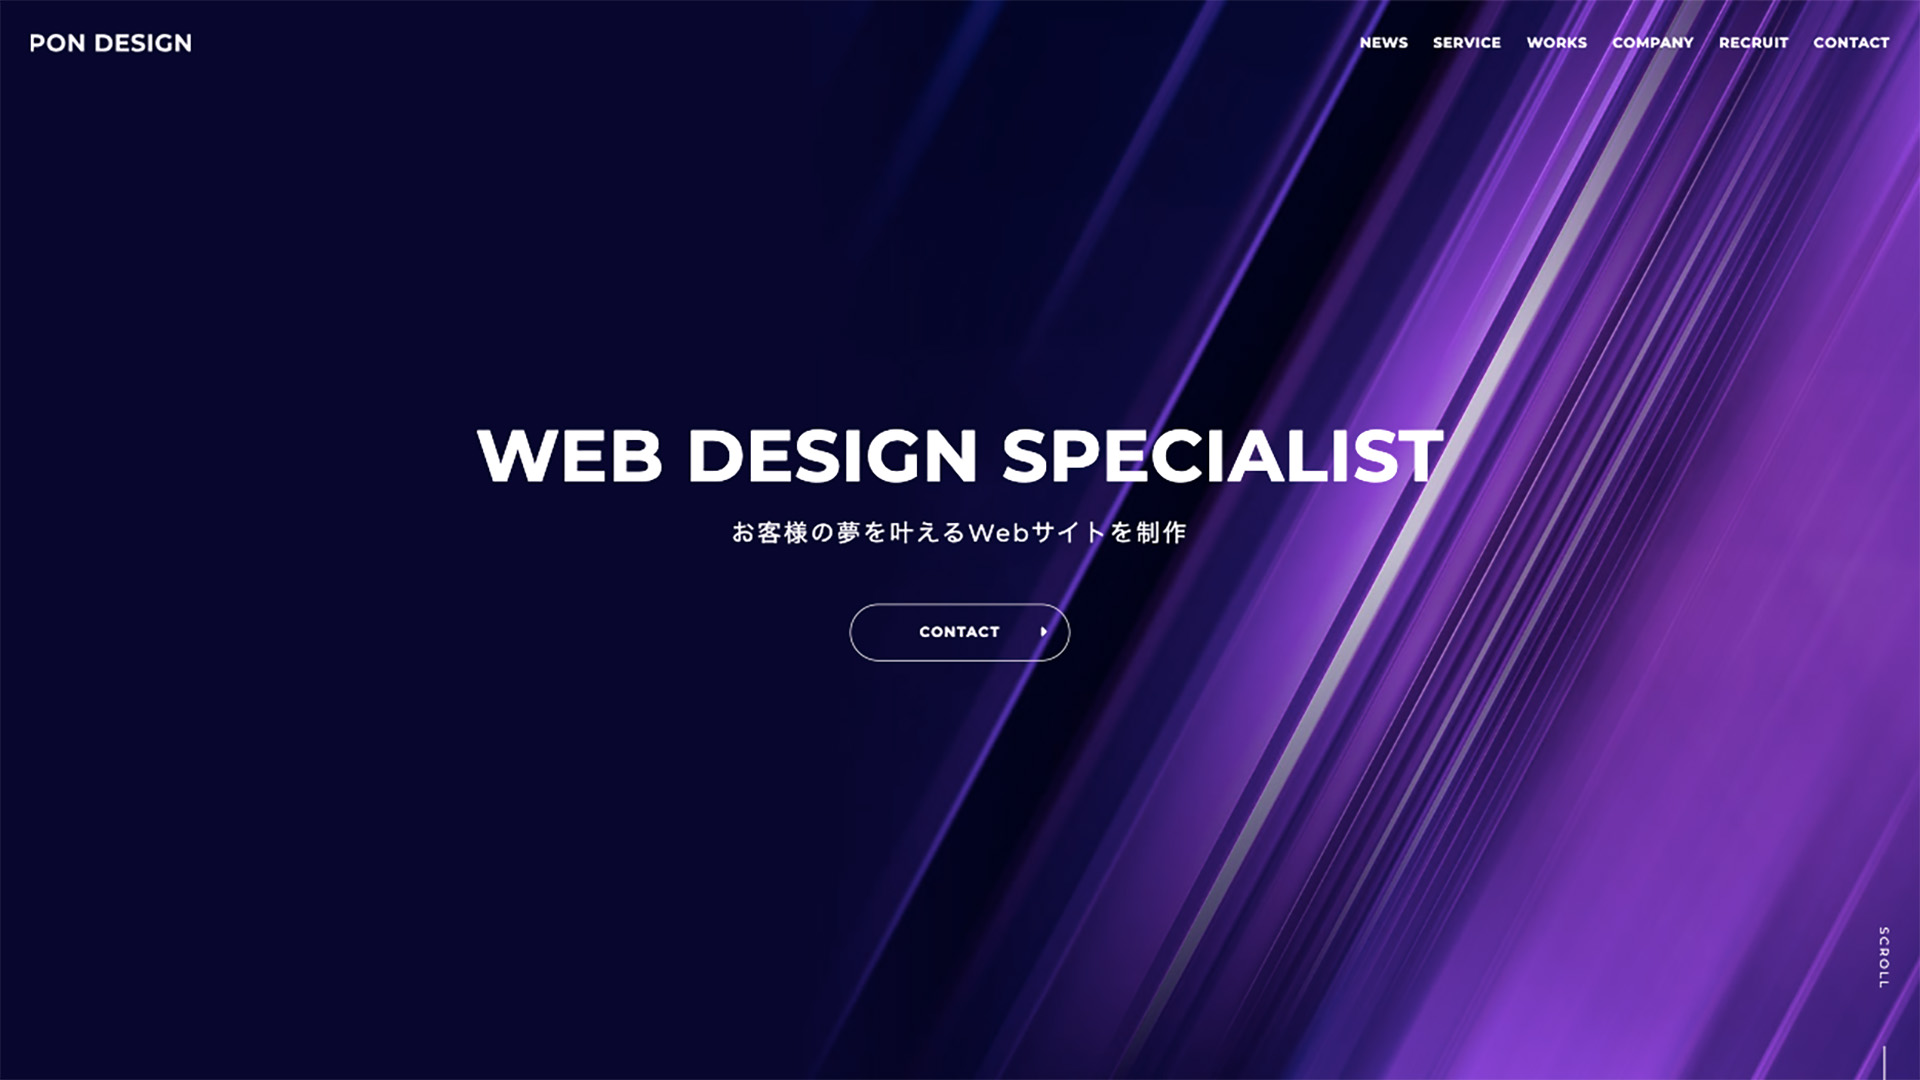 PON DESIGN
NEWS SERVICE WORKS COMPANY RECRUIT CONTACT
WEB DESIGN SPECIALIST
お客様の夢を叶えるWebサイトを制作
CONTACT
SCROLL